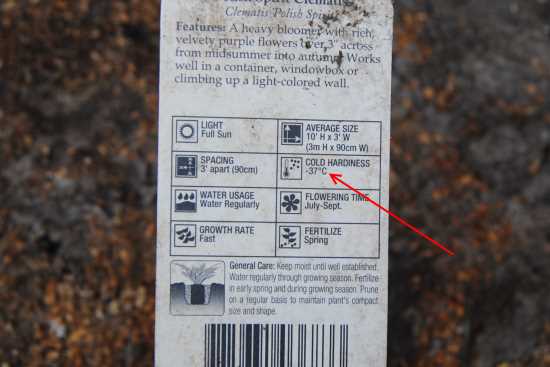 Clematis
Clematis Polish Spirit
Features: A heavy bloomer with rich,
velvety purple flowers over 3" across
from midsummer into autumn. Works
well in a container, windowbox or
climbing up a light-colored wall.
LIGHT
Full Sun
AVERAGE SIZE
10' H x 3' W
(3m H x 90cm W)
SPACING
3' apart (90cm)
COLD HARDINESS
-37°C
WATER USAGE
Water Regularly
FLOWERING TIME
July-Sept.
GROWTH RATE
Fast
FERTILIZE
Spring
General Care: Keep moist until well established.
Water regularly through growing season. Fertilize
in early spring and during growing season. Prune
on a regular basis to maintain plant's compact
size and shape.